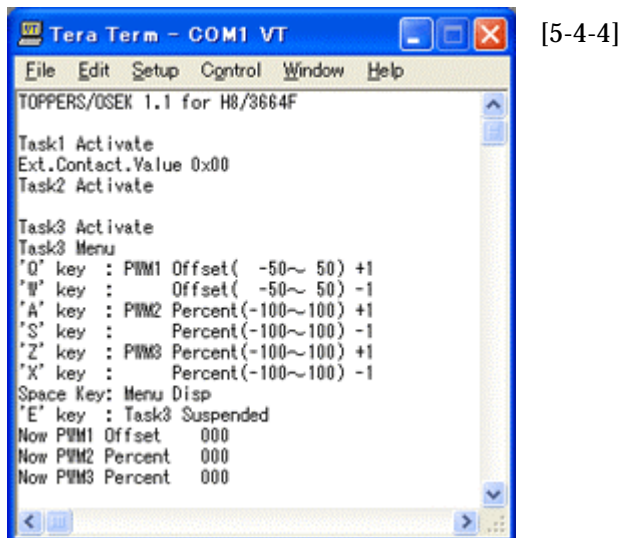 Tera Term - COM1 VT
[5-4-4]
File Edit Setup Control Window Help
TOPPERS/OSEK 1.1 for H8/3664F
Task1 Activate
Ext.Contact.Value 0x00
Task2 Activate
Task3 Activate
Task3 Menu
'Q' key : PWM1 Offset( -50～ 50) +1
'W' key : Offset( -50～ 50) -1
'A' key : PWM2 Percent(-100～100) +1
'S' key : Percent(-100～100) -1
'Z' key : PWM3 Percent(-100～100) +1
'X' key : Percent(-100～100) -1
Space Key: Menu Disp
'E' key : Task3 Suspended
Now PWM1 Offset 000
Now PWM2 Percent 000
Now PWM3 Percent 000